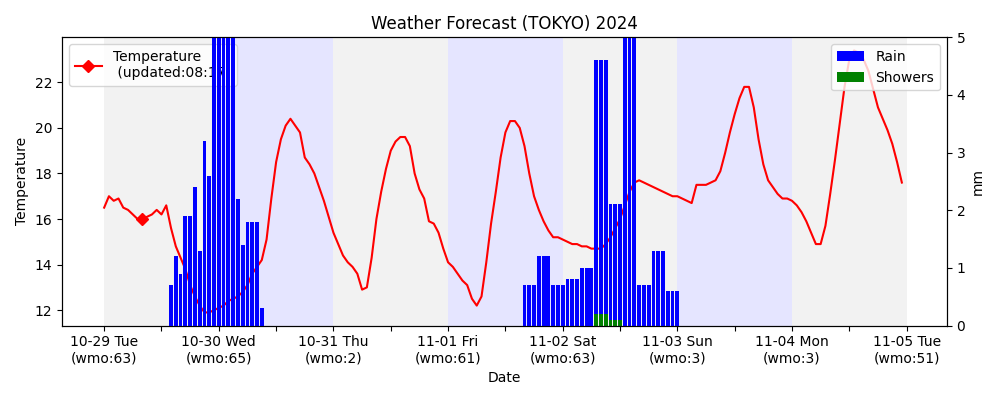 Weather Forecast (TOKYO) 2024
Temperature
(updated:08:
Rain
Showers
Temperature
22
20
18
16
14
12
5
4
3
2
1
0
mm
10-29 Tue
(wmo:63)
10-30 Wed
(wmo:65)
10-31 Thu
(wmo:2)
11-01 Fri
(wmo:61)
11-02 Sat
(wmo:63)
11-03 Sun
(wmo:3)
11-04 Mon
(wmo:3)
11-05 Tue
(wmo:51)
Date